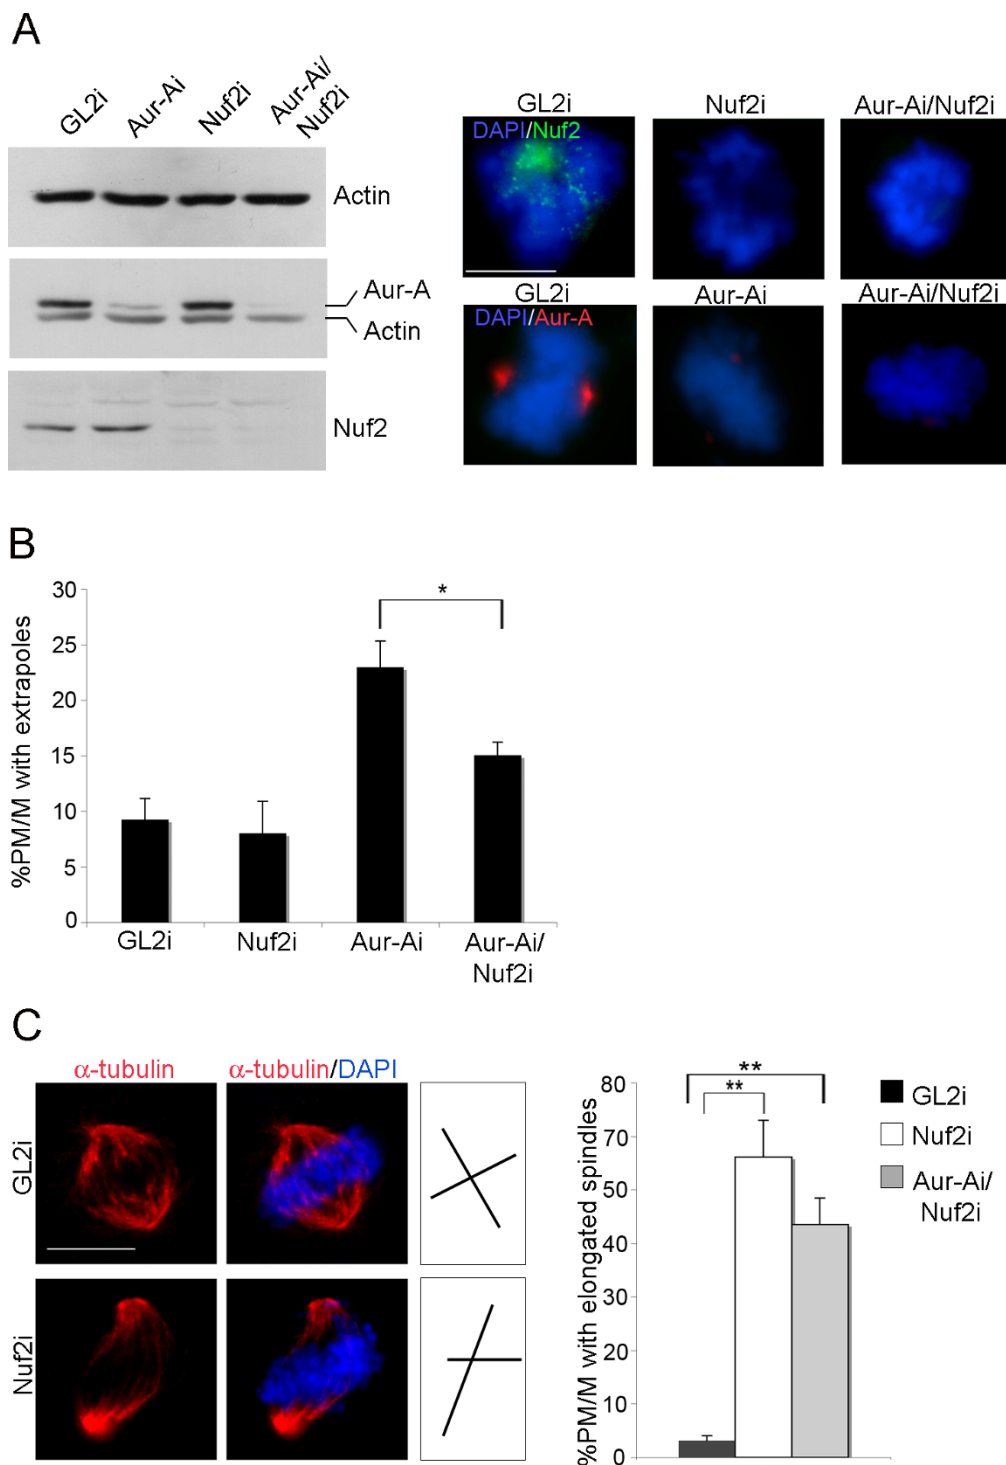 A
GL2i
Aur-Ai
Nuf2i
Aur-Ai/
Nuf2i
Actin
Aur-A
Actin
Nuf2
GL2i
Nuf2i
Aur-Ai/Nuf2i
DAPI/Nuf2
GL2i
Aur-Ai
Aur-Ai/Nuf2i
DAPI/Aur-A
B
%PM/M with extrapoles
30
25
20
15
10
5
0
*
GL2i
Nuf2i
Aur-Ai
Aur-Ai/
Nuf2i
C
α-tubulin
α-tubulin/DAPI
GL2i
Nuf2i
%PM/M with elongated spindles
80
70
50
40
30
20
10
0
**
**
GL2i
Nuf2i
Aur-Ai/
Nuf2i